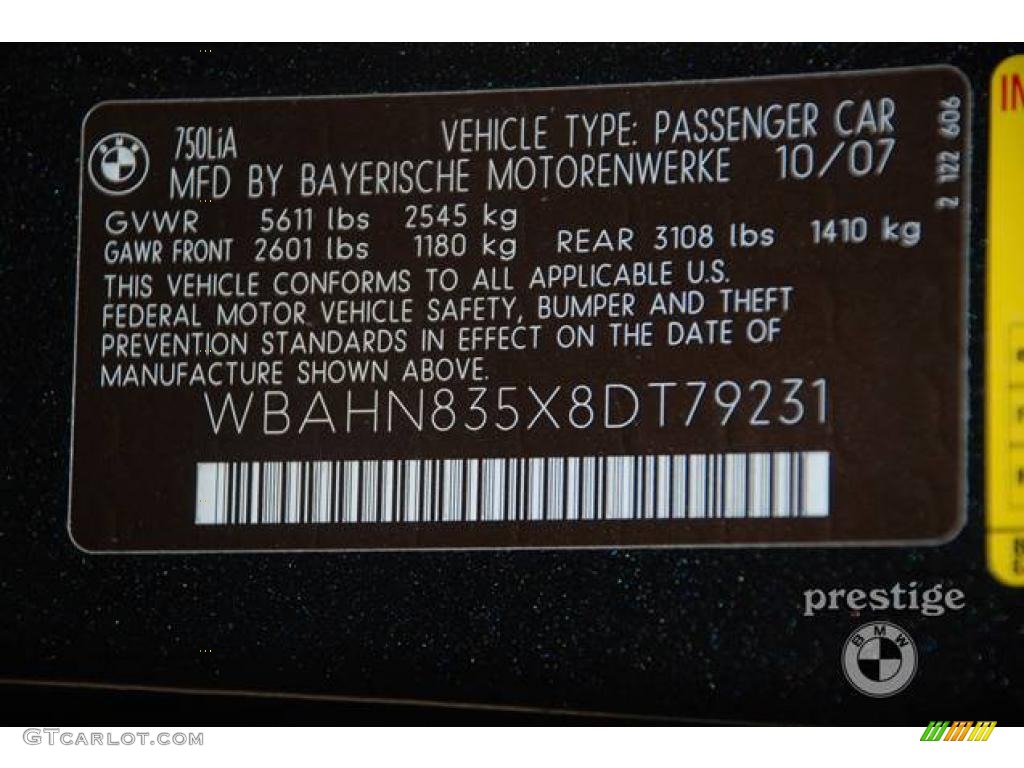 750LiA VEHICLE TYPE: PASSENGER CAR
MFD BY BAYERISCHE MOTORENWERKE 10/07
2 122 606
GVWR 5611 lbs 2545 kg
GAWR FRONT 2601 lbs 1180 kg REAR 3108 lbs 1410 kg
THIS VEHICLE CONFORMS TO ALL APPLICABLE U.S.
FEDERAL MOTOR VEHICLE SAFETY, BUMPER AND THEFT
PREVENTION STANDARDS IN EFFECT ON THE DATE OF
MANUFACTURE SHOWN ABOVE.
WBAHN835X8DT79231
prestige
BMW
GTCARLOT.COM